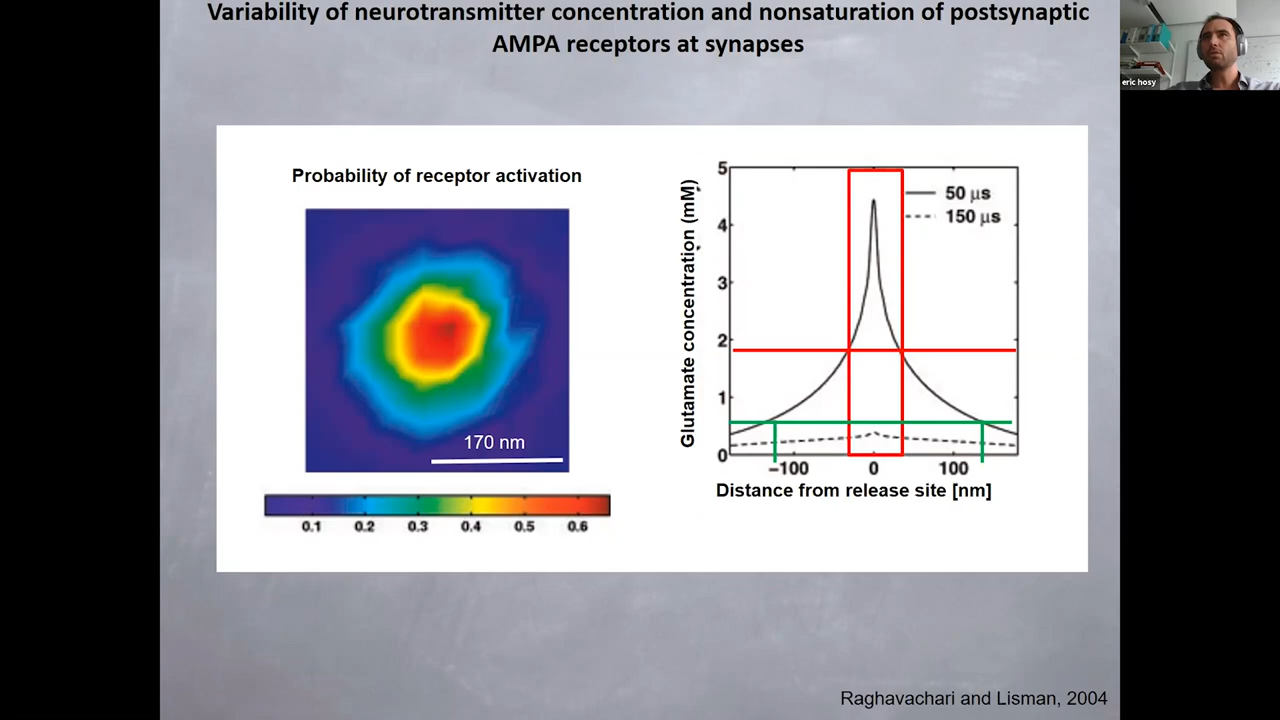 Variability of neurotransmitter concentration and nonsaturation of postsynaptic
AMPA receptors at synapses
eric hosy
Probability of receptor activation
170 nm
0.1 0.2 0.3 0.4 0.5 0.6
Glutamate concentration (mM)
5
4
3
2
1
0
50 μs
150 μs
−100 0 100
Distance from release site [nm]
Raghavachari and Lisman, 2004